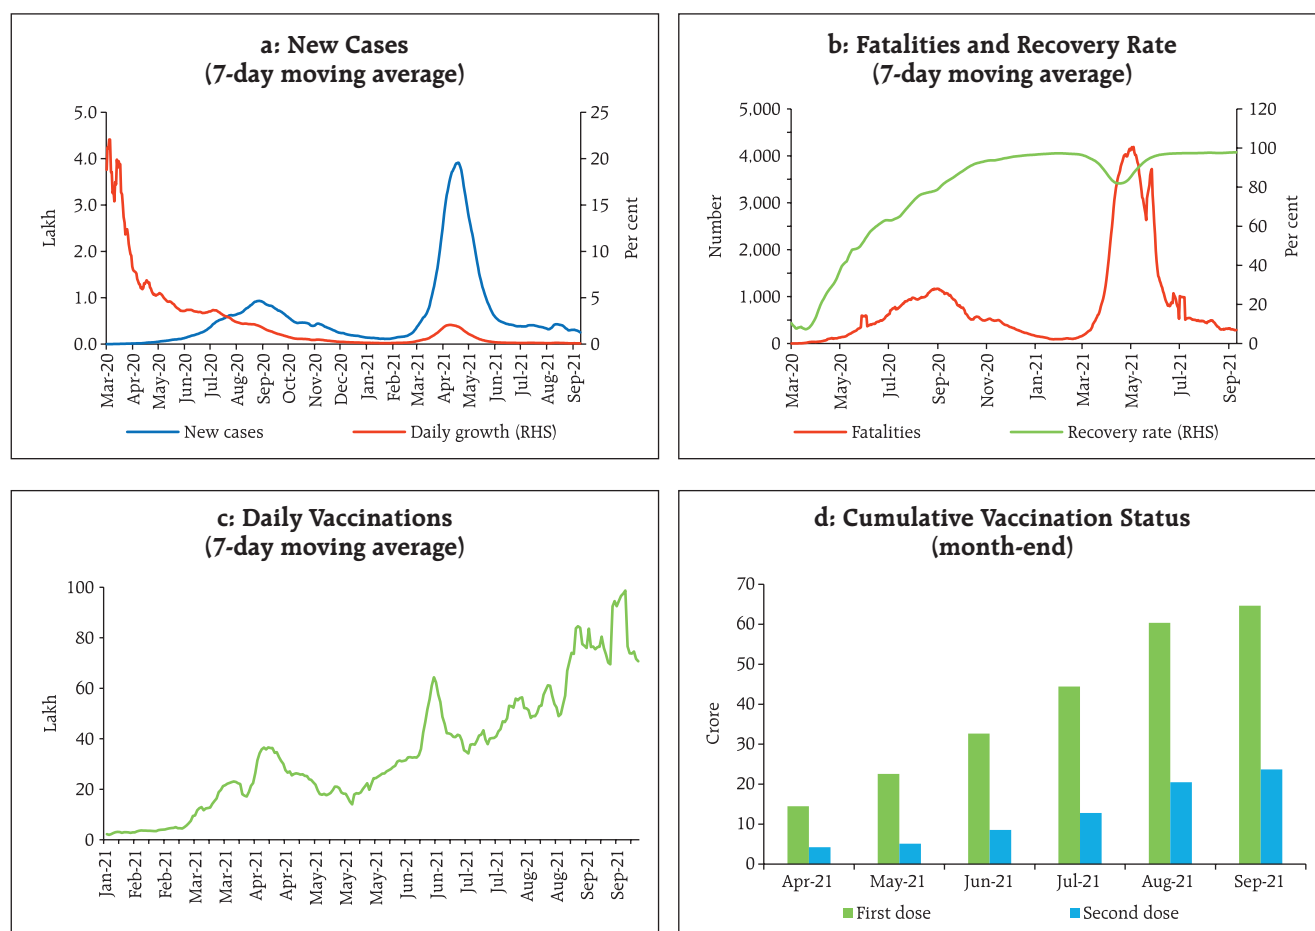 a: New Cases
(7-day moving average)
5.0
4.0
3.0
2.0
1.0
0.0
Lakh
25
20
15
10
5
0
Per cent
Mar-20
Apr-20
May-20
Jun-20
Jul-20
Aug-20
Sep-20
Oct-20
Nov-20
Dec-20
Jan-21
Feb-21
Mar-21
Apr-21
May-21
Jun-21
Jul-21
Aug-21
Sep-21
New cases
Daily growth (RHS)
b: Fatalities and Recovery Rate
(7-day moving average)
5,000
4,000
3,000
2,000
1,000
0
Number
120
100
80
60
40
20
0
Per cent
Mar-20
May-20
Jul-20
Sep-20
Nov-20
Jan-21
Mar-21
May-21
Jul-21
Sep-21
Fatalities
Recovery rate (RHS)
c: Daily Vaccinations
(7-day moving average)
100
80
60
40
20
0
Lakh
Jan-21
Feb-21
Feb-21
Mar-21
Mar-21
Apr-21
Apr-21
May-21
May-21
May-21
Jun-21
Jun-21
Jul-21
Jul-21
Aug-21
Aug-21
Sep-21
Sep-21
d: Cumulative Vaccination Status
(month-end)
70
60
50
40
30
20
10
0
Crore
Apr-21
May-21
Jun-21
Jul-21
Aug-21
Sep-21
First dose
Second dose